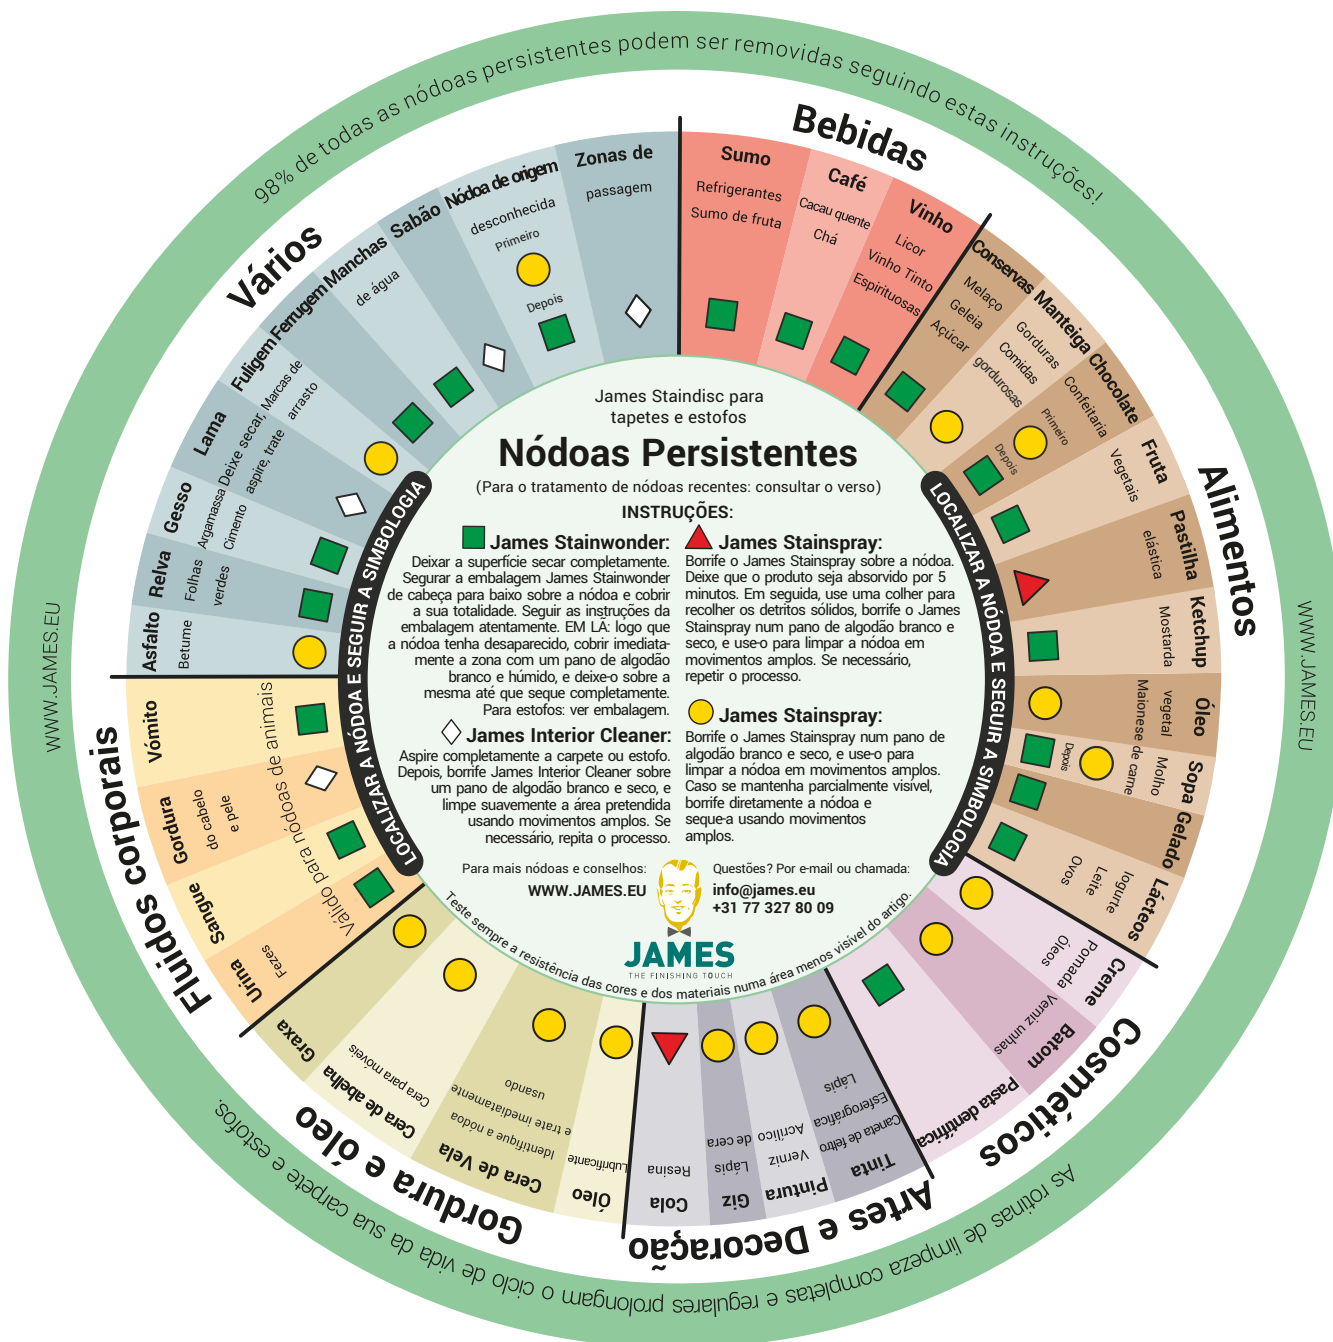 98% de todas as nódoas persistentes podem ser removidas seguindo estas instruções!
WWW.JAMES.EU
As rotinas de limpeza completas e regulares prolongam o ciclo de vida da sua carpete e estofos.
WWW.JAMES.EU
Bebidas
Sumo
Refrigerantes
Sumo de fruta
Café
Cacau quente
Chá
Vinho
Licor
Vinho Tinto
Espirituosas
Alimentos
Conservas
Melaço
Geleia
Açúcar
Manteiga
Gorduras
Comidas
gordurosas
Chocolate
Confeitaria
Primeiro
Depois
Fruta
Vegetais
Pastilha
elástica
Ketchup
Mostarda
Óleo
vegetal
Maionese
Sopa
Molho
de carne
Depois
Gelado
Lácteos
Iogurte
Leite
Ovos
Cosméticos
Creme
Pomada
Óleos
Batom
Verniz unhas
Pasta dentífrica
Artes e Decoração
Tinta
Caneta de feltro
Esferográfica
Lápis
Pintura
Verniz
Acrílico
Giz
Lápis
de cera
Cola
Resina
Gordura e óleo
Óleo
Lubrificante
Cera de Vela
Identifique a nódoa
e trate imediatamente
usando
Cera de abelha
Cera para móveis
Graxa
Fluidos corporais
Urina
Fezes
Sangue
Gordura
do cabelo
e pele
Vómito
Válido para nódoas de animais
Vários
Asfalto
Betume
Relva
Folhas
verdes
Gesso
Argamassa
Cimento
Lama
Deixe secar,
aspire, trate
Fuligem
Marcas de
arrasto
Ferrugem
Manchas
de água
Sabão
Nódoa de origem
desconhecida
Primeiro
Depois
Zonas de
passagem
LOCALIZAR A NÓDOA E SEGUIR A SIMBOLOGIA
LOCALIZAR A NÓDOA E SEGUIR A SIMBOLOGIA
James Staindisc para
tapetes e estofos
Nódoas Persistentes
(Para o tratamento de nódoas recentes: consultar o verso)
INSTRUÇÕES:
James Stainwonder:
Deixar a superfície secar completamente.
Segurar a embalagem James Stainwonder
de cabeça para baixo sobre a nódoa e cobrir
a sua totalidade. Seguir as instruções da
embalagem atentamente. EM LÃ: logo que
a nódoa tenha desaparecido, cobrir imediata-
mente a zona com um pano de algodão
branco e húmido, e deixe-o sobre a
mesma até que seque completamente.
Para estofos: ver embalagem.
James Interior Cleaner:
Aspire completamente a carpete ou estofo.
Depois, borrife James Interior Cleaner sobre
um pano de algodão branco e seco, e
limpe suavemente a área pretendida
usando movimentos amplos. Se
necessário, repita o processo.
James Stainspray:
Borrife o James Stainspray sobre a nódoa.
Deixe que o produto seja absorvido por 5
minutos. Em seguida, use uma colher para
recolher os detritos sólidos, borrife o James
Stainspray num pano de algodão branco e
seco, e use-o para limpar a nódoa em
movimentos amplos. Se necessário,
repetir o processo.
James Stainspray:
Borrife o James Stainspray num pano de
algodão branco e seco, e use-o para
limpar a nódoa em movimentos amplos.
Caso se mantenha parcialmente visível,
borrife diretamente a nódoa e
seque-a usando movimentos
amplos.
Para mais nódoas e conselhos:
WWW.JAMES.EU
Questões? Por e-mail ou chamada:
info@james.eu
+31 77 327 80 09
JAMES
THE FINISHING TOUCH
Teste sempre a resistência das cores e dos materiais numa área menos visível do artigo.